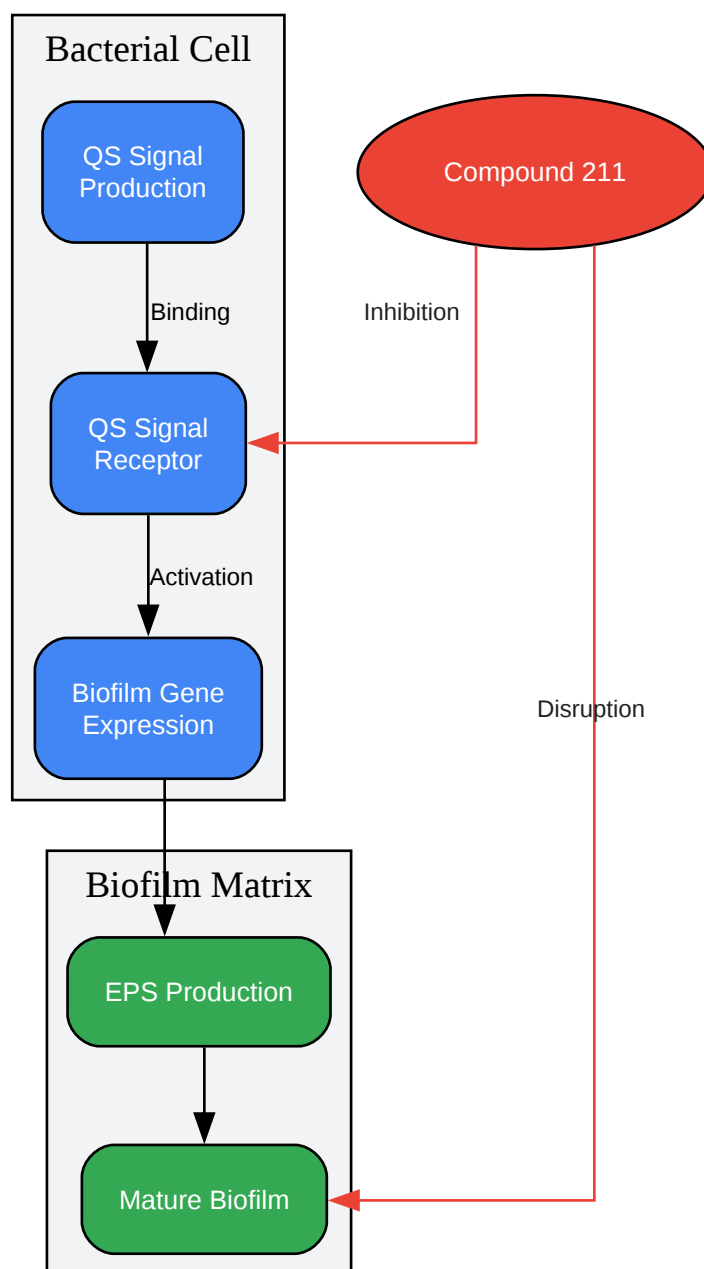 Bacterial Cell
QS Signal
Production
Compound 211
Binding
Inhibition
QS Signal
Receptor
Activation
Biofilm Gene
Expression
Disruption
Biofilm Matrix
EPS Production
Mature Biofilm